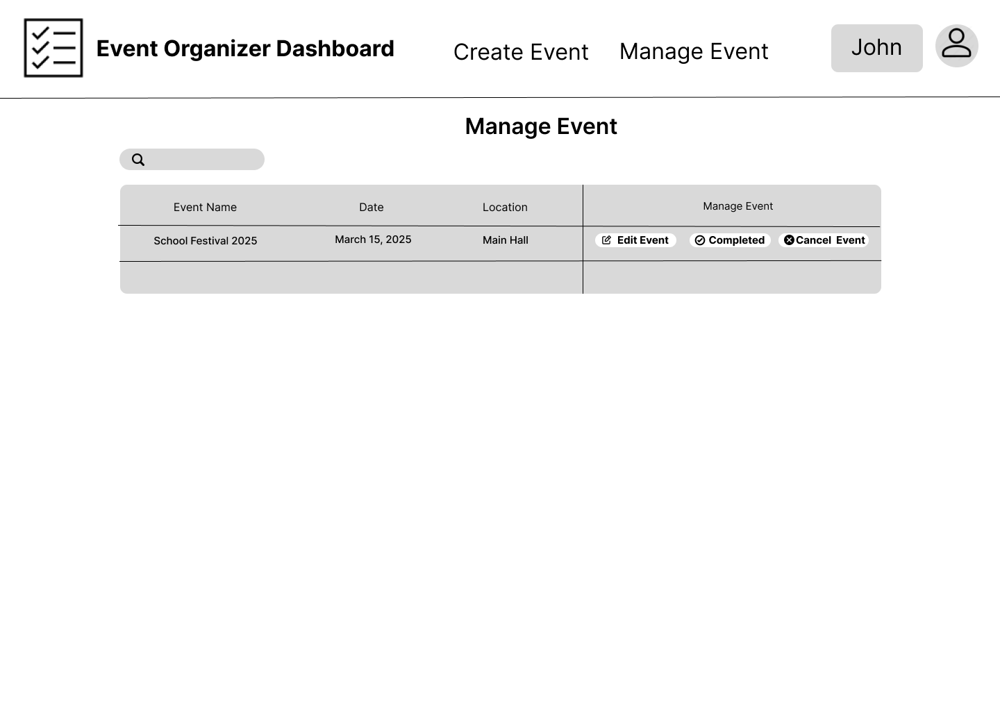 Event Organizer Dashboard
Create Event
Manage Event
John
Manage Event
Event Name
Date
Location
Manage Event
School Festival 2025
March 15, 2025
Main Hall
Edit Event
Completed
Cancel Event